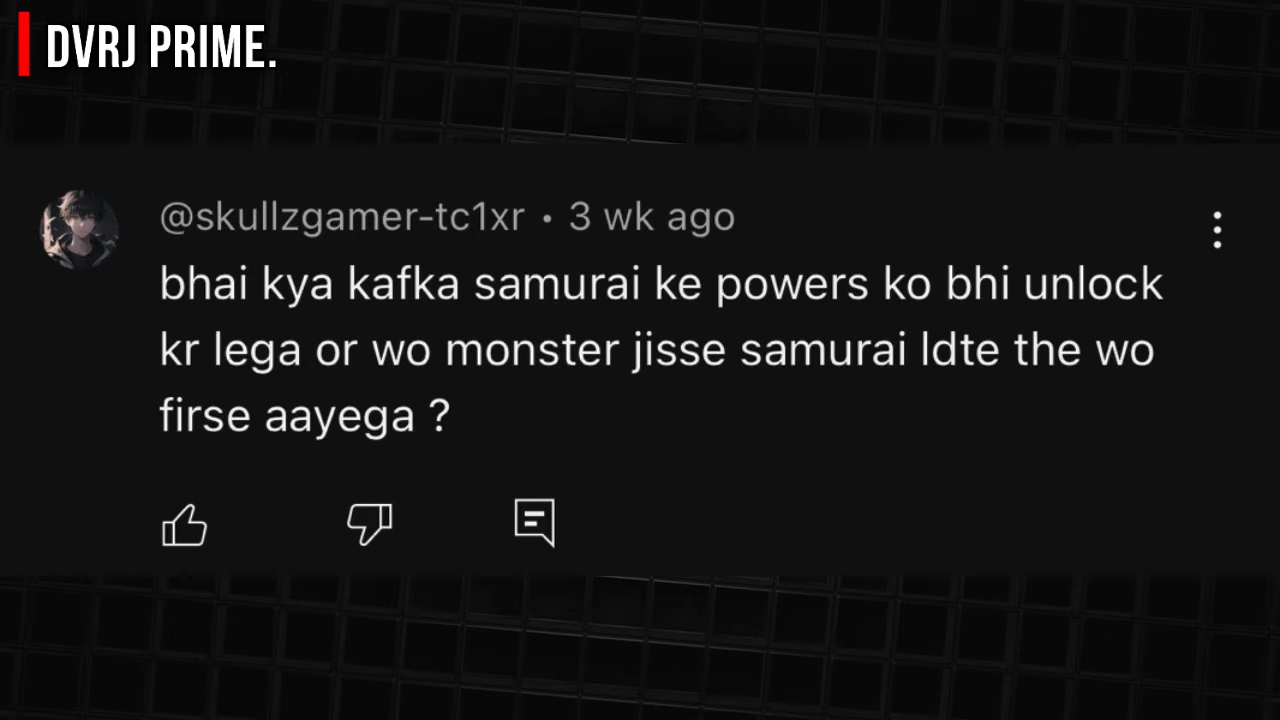 DVRJ PRIME.
@skullzgamer-tc1xr • 3 wk ago
bhai kya kafka samurai ke powers ko bhi unlock
kr lega or wo monster jisse samurai ldte the wo
firse aayega ?